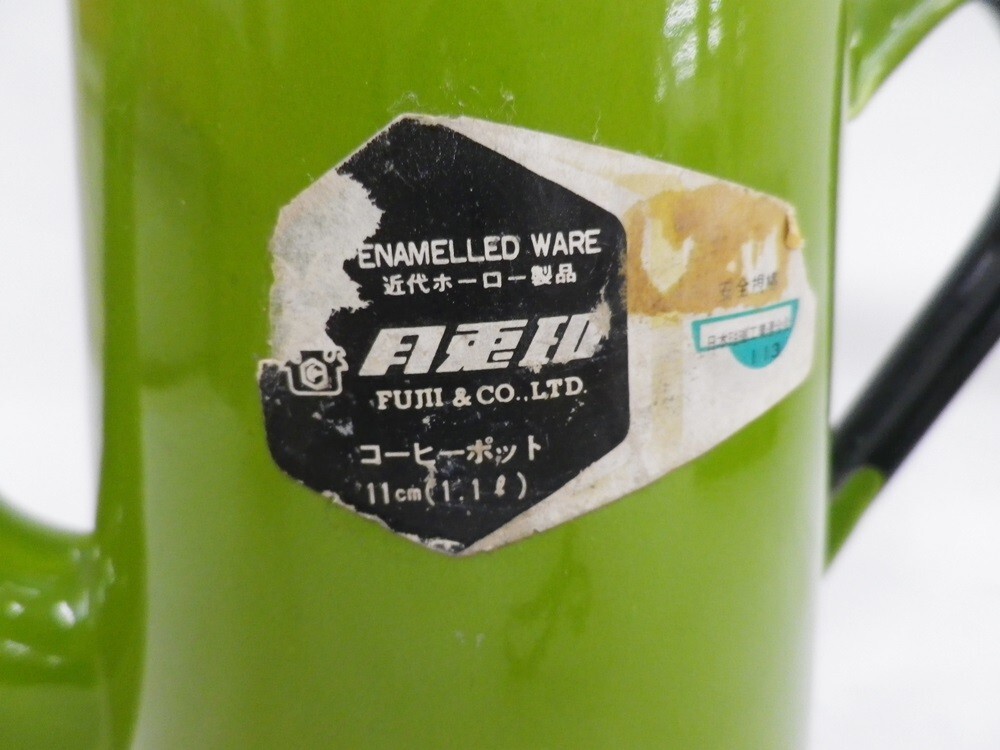 ENAMELLED WARE
近代ホーロー製品
月兎印
FUJII & CO.,LTD.
コーヒーポット
11cm(1.1ℓ)
113